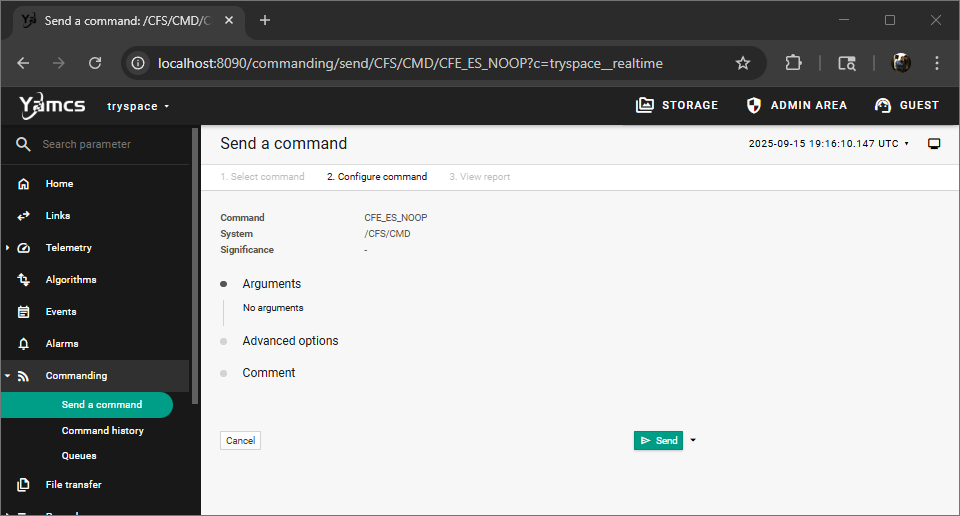 Send a command: /CFS/CMD/C
localhost:8090/commanding/send/CFS/CMD/CFE_ES_NOOP?c=tryspace__realtime
Yamcs
tryspace
STORAGE
ADMIN AREA
GUEST
Search parameter
Home
Links
Telemetry
Algorithms
Events
Alarms
Commanding
Send a command
Command history
Queues
File transfer
Send a command
2025-09-15 19:16:10.147 UTC
1. Select command
2. Configure command
3. View report
Command CFE_ES_NOOP
System /CFS/CMD
Significance -
Arguments
No arguments
Advanced options
Comment
Cancel
Send